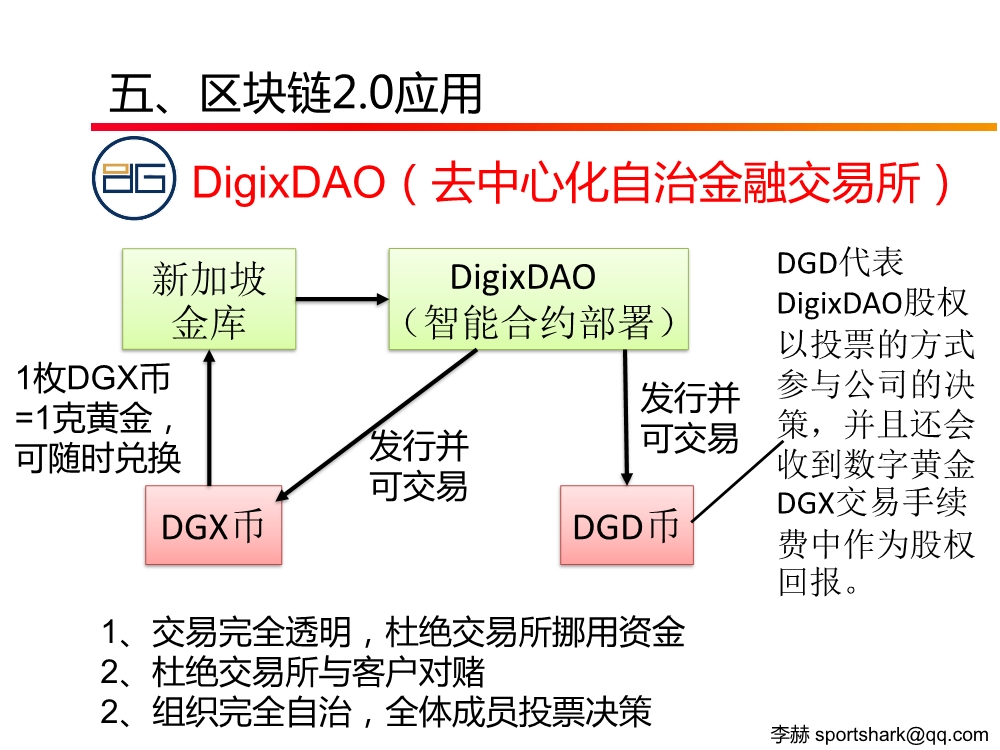 五、区块链2.0应用
DG
DigixDAO（去中心化自治金融交易所）
新加坡
金库
DigixDAO
（智能合约部署）
1枚DGX币
=1克黄金，
可随时兑换
发行并
可交易
发行并
可交易
DGX币
DGD币
DGD代表
DigixDAO股权
以投票的方式
参与公司的决
策，并且还会
收到数字黄金
DGX交易手续
费中作为股权
回报。
1、交易完全透明，杜绝交易所挪用资金
2、杜绝交易所与客户对赌
2、组织完全自治，全体成员投票决策
李赫 sportshark@qq.com